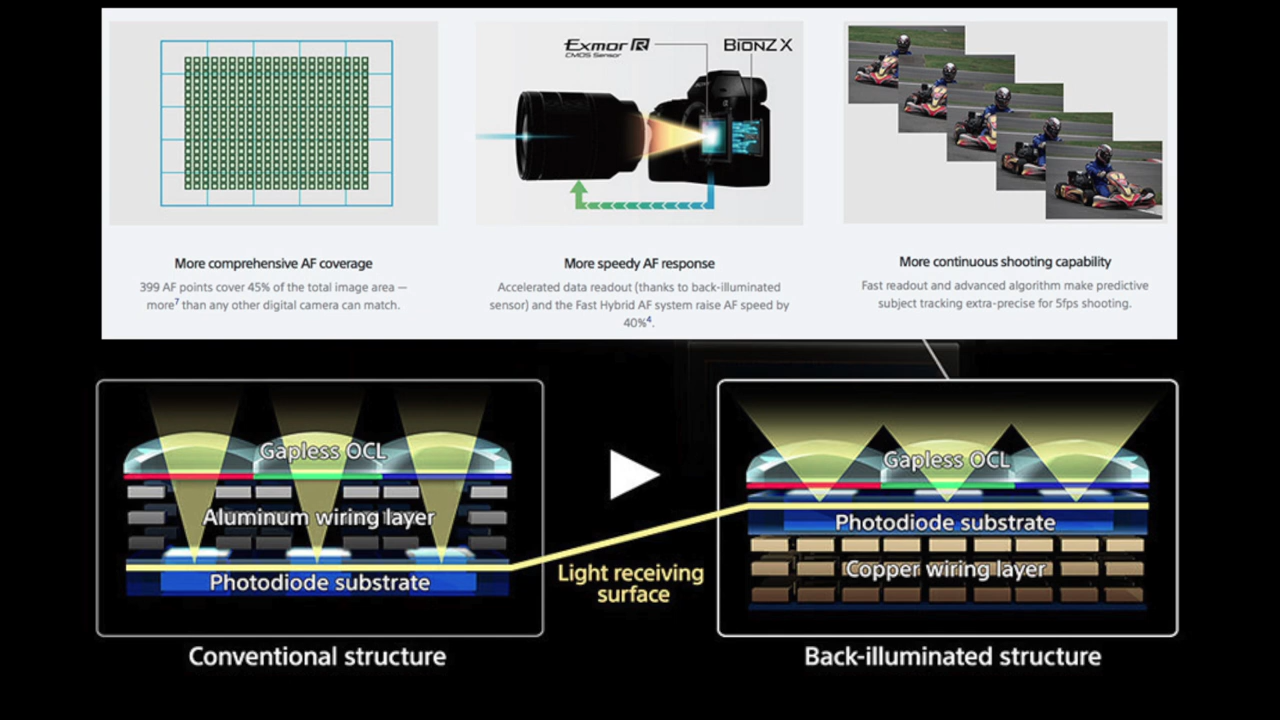 Exmor R
CMOS Sensor
BIONZ X
More comprehensive AF coverage
399 AF points cover 45% of the total image area —
more7 than any other digital camera can match.
More speedy AF response
Accelerated data readout (thanks to back-illuminated
sensor) and the Fast Hybrid AF system raise AF speed by
40%4.
More continuous shooting capability
Fast readout and advanced algorithm make predictive
subject tracking extra-precise for 5fps shooting.
Gapless OCL
Aluminum wiring layer
Photodiode substrate
Conventional structure
Light receiving
surface
Gapless OCL
Photodiode substrate
Copper wiring layer
Back-illuminated structure